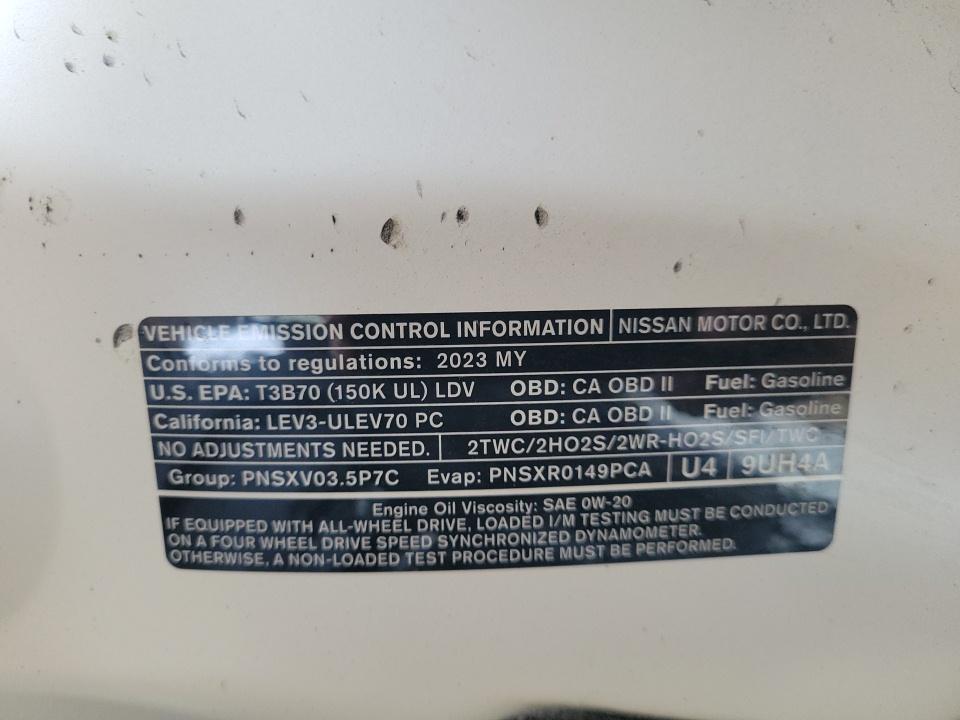 VEHICLE EMISSION CONTROL INFORMATION NISSAN MOTOR CO., LTD.
Conforms to regulations: 2023 MY
U.S. EPA: T3B70 (150K UL) LDV OBD: CA OBD II Fuel: Gasoline
California: LEV3-ULEV70 PC OBD: CA OBD II Fuel: Gasoline
NO ADJUSTMENTS NEEDED. 2TWC/2HO2S/2WR-HO2S/SFI/TWC
Group: PNSXV03.5P7C Evap: PNSXR0149PCA U4 9UH4A
Engine Oil Viscosity: SAE 0W-20
IF EQUIPPED WITH ALL-WHEEL DRIVE, LOADED I/M TESTING MUST BE CONDUCTED
ON A FOUR WHEEL DRIVE SPEED SYNCHRONIZED DYNAMOMETER.
OTHERWISE, A NON-LOADED TEST PROCEDURE MUST BE PERFORMED.